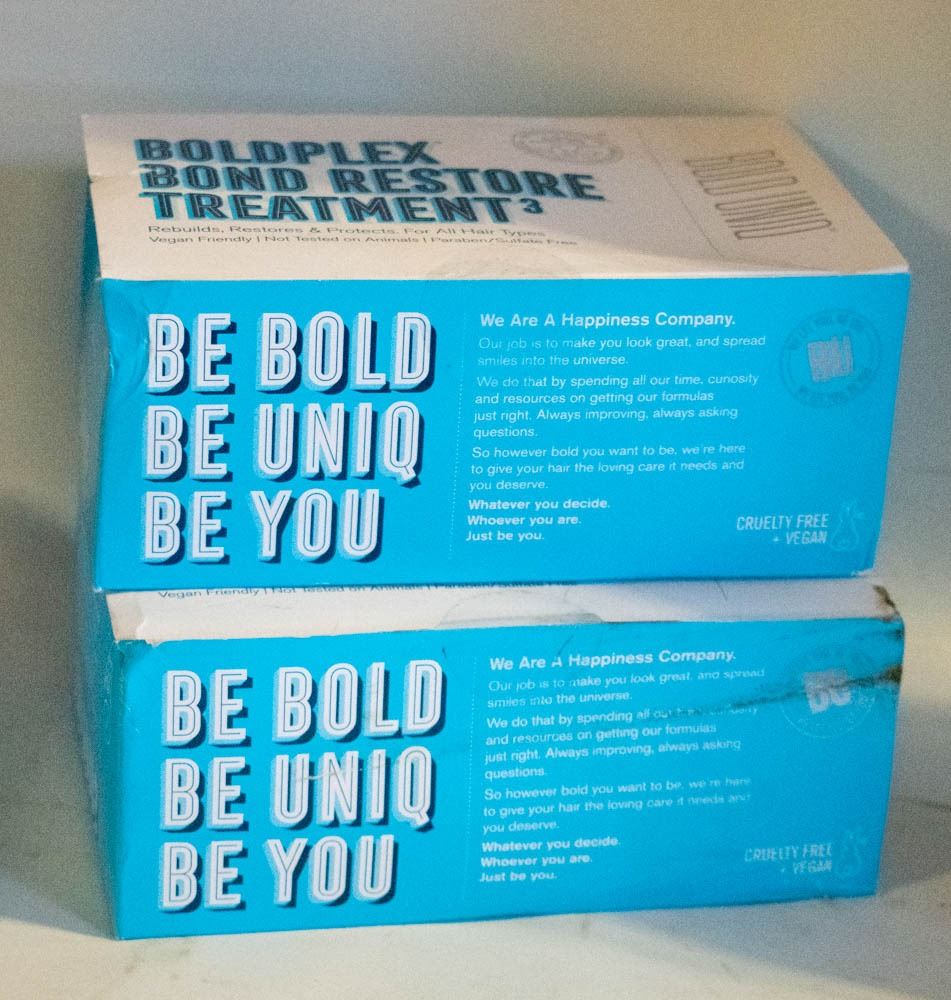 BOLDPLEX
BOND RESTORE
TREATMENT³
Rebuilds, Restores & Protects. For All Hair Types
Vegan Friendly | Not Tested on Animals | Paraben/Sulfate Free
BOLD UNIQ
BE BOLD
BE UNIQ
BE YOU
We Are A Happiness Company.
Our job is to make you look great, and spread
smiles into the universe.
We do that by spending all our time, curiosity
and resources on getting our formulas
just right. Always improving, always asking
questions.
So however bold you want to be, we're here
to give your hair the loving care it needs and
you deserve.
Whatever you decide.
Whoever you are.
Just be you.
CRUELTY FREE
+ VEGAN
Vegan Friendly | Not Tested on Animals | Paraben/Sulfate Free
BE BOLD
BE UNIQ
BE YOU
We Are A Happiness Company.
Our job is to make you look great, and spread
smiles into the universe.
We do that by spending all our
and resources on getting our formulas
just right. Always improving, always asking
questions.
So however bold you want to be, we're here
to give your hair the loving care it needs and
you deserve.
Whatever you decide.
Whoever you are.
Just be you.
CRUELTY FREE
+ VEGAN